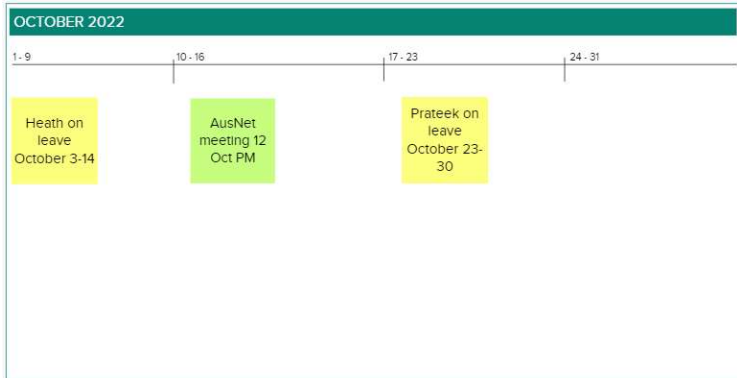 OCTOBER 2022
1 - 9
10 - 16
17 - 23
24 - 31
Heath on
leave
October 3-14
AusNet
meeting 12
Oct PM
Prateek on
leave
October 23-
30